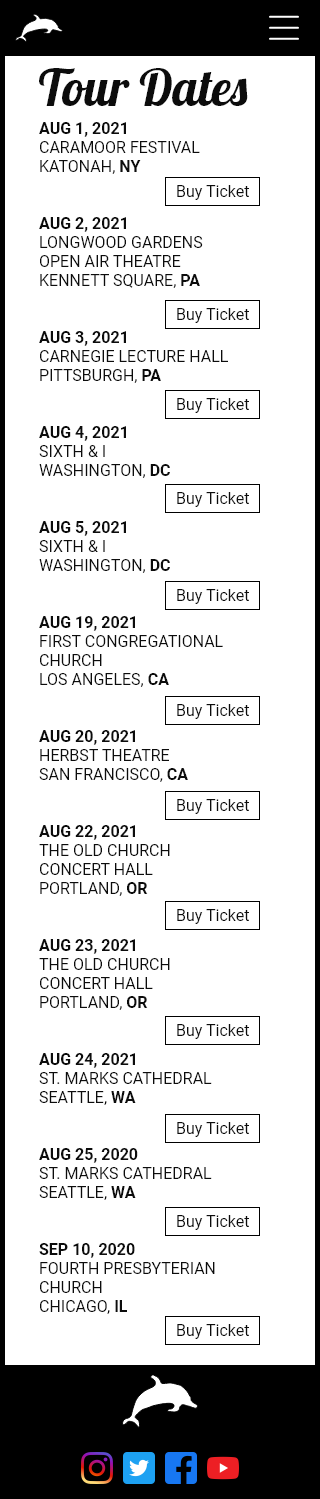 Tour Dates
AUG 1, 2021
CARAMOOR FESTIVAL
KATONAH, NY
Buy Ticket
AUG 2, 2021
LONGWOOD GARDENS
OPEN AIR THEATRE
KENNETT SQUARE, PA
Buy Ticket
AUG 3, 2021
CARNEGIE LECTURE HALL
PITTSBURGH, PA
Buy Ticket
AUG 4, 2021
SIXTH & I
WASHINGTON, DC
Buy Ticket
AUG 5, 2021
SIXTH & I
WASHINGTON, DC
Buy Ticket
AUG 19, 2021
FIRST CONGREGATIONAL
CHURCH
LOS ANGELES, CA
Buy Ticket
AUG 20, 2021
HERBST THEATRE
SAN FRANCISCO, CA
Buy Ticket
AUG 22, 2021
THE OLD CHURCH
CONCERT HALL
PORTLAND, OR
Buy Ticket
AUG 23, 2021
THE OLD CHURCH
CONCERT HALL
PORTLAND, OR
Buy Ticket
AUG 24, 2021
ST. MARKS CATHEDRAL
SEATTLE, WA
Buy Ticket
AUG 25, 2020
ST. MARKS CATHEDRAL
SEATTLE, WA
Buy Ticket
SEP 10, 2020
FOURTH PRESBYTERIAN
CHURCH
CHICAGO, IL
Buy Ticket